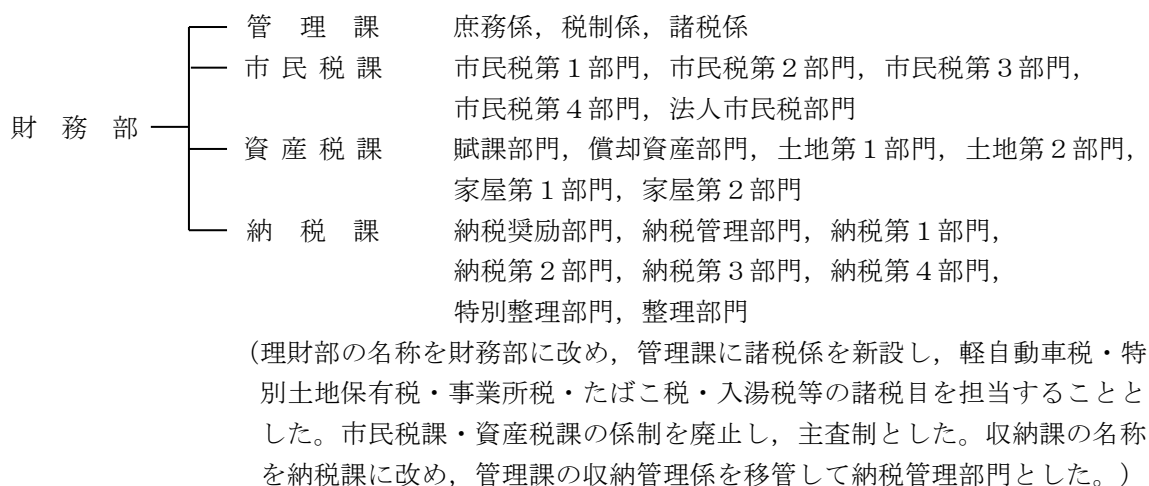 管理課 庶務係，税制係，諸税係
市民税課 市民税第１部門，市民税第２部門，市民税第３部門，
市民税第４部門，法人市民税部門
財務部
資産税課 賦課部門，償却資産部門，土地第１部門，土地第２部門，
家屋第１部門，家屋第２部門
納税課 納税奨励部門，納税管理部門，納税第１部門，
納税第２部門，納税第３部門，納税第４部門，
特別整理部門，整理部門
（理財部の名称を財務部に改め，管理課に諸税係を新設し，軽自動車税・特
別土地保有税・事業所税・たばこ税・入湯税等の諸税目を担当することと
した。市民税課・資産税課の係制を廃止し，主査制とした。収納課の名称
を納税課に改め，管理課の収納管理係を移管して納税管理部門とした。）